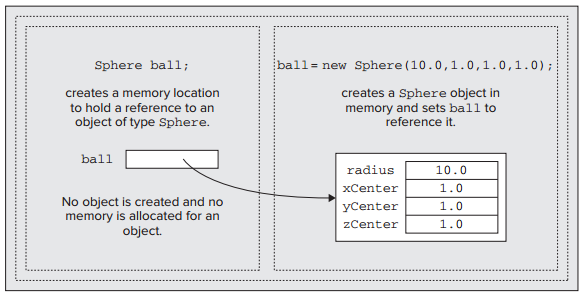 Sphere ball;
creates a memory location
to hold a reference to an
object of type Sphere.
ball
No object is created and no
memory is allocated for an
object.
ball= new Sphere(10.0,1.0,1.0,1.0);
creates a Sphere object in
memory and sets ball to
reference it.
radius 10.0
xCenter 1.0
yCenter 1.0
zCenter 1.0